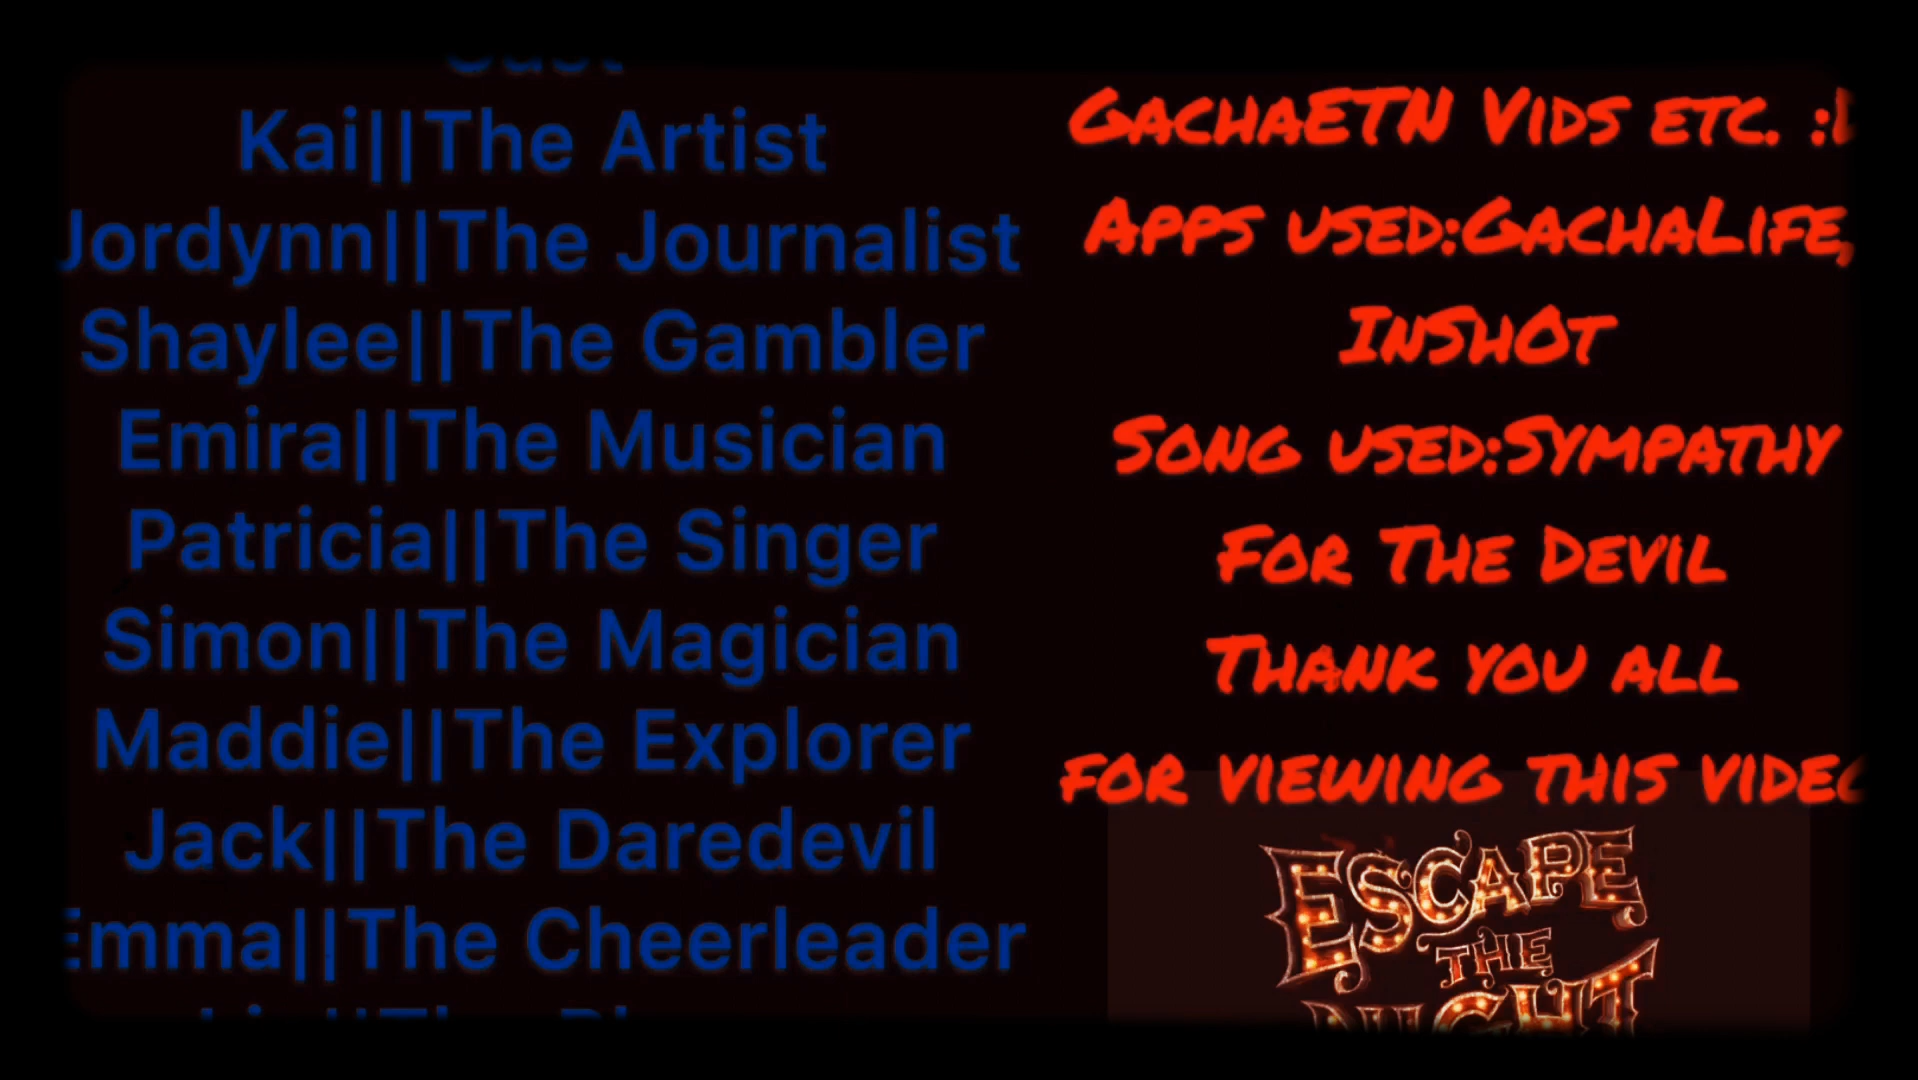 Kai||The Artist
Jordynn||The Journalist
Shaylee||The Gambler
Emira||The Musician
Patricia||The Singer
Simon||The Magician
Maddie||The Explorer
Jack||The Daredevil
Emma||The Cheerleader
GachaETN Vids etc. :D
Apps used:GachaLife,
InShOt
Song used:Sympathy
For The Devil
Thank you all
for viewing this video
ESCAPE
THE
NIGHT